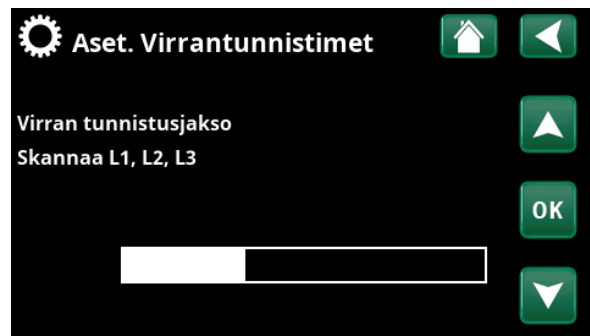 Aset. Virrantunnistimet
Virran tunnistusjakso
Skannaa L1, L2, L3
OK